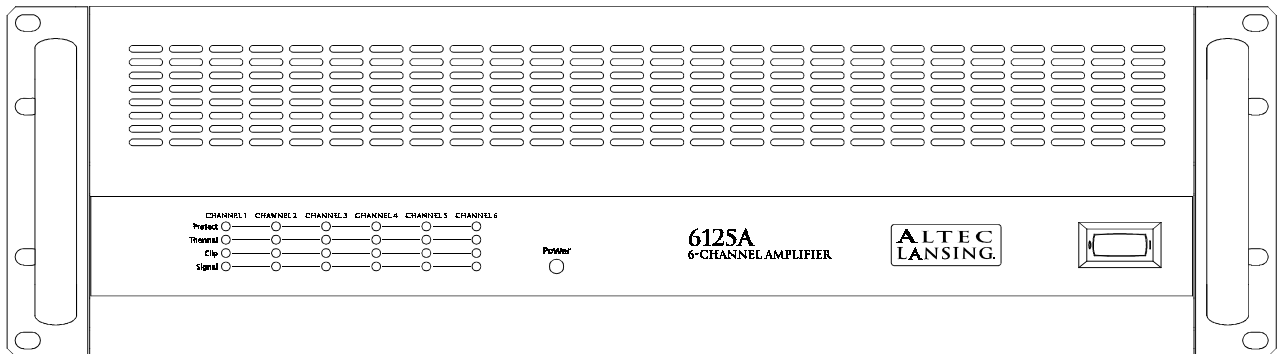 CHANNEL 1 CHANNEL 2 CHANNEL 3 CHANNEL 4 CHANNEL 5 CHANNEL 6
Protect
Thermal
Clip
Signal
Power
6125A
6-CHANNEL AMPLIFIER
ALTEC
LANSING.